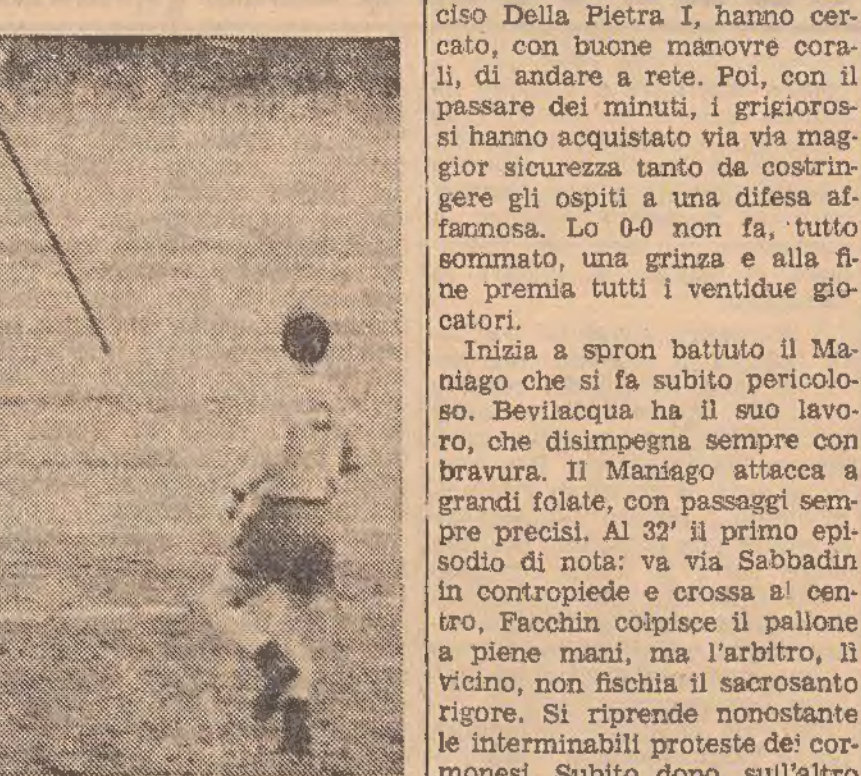 ciso Della Pietra I, hanno cer-
cato, con buone manovre cora-
li, di andare a rete. Poi, con il
passare dei minuti, i grigioros-
si hanno acquistato via via mag-
gior sicurezza tanto da costrin-
gere gli ospiti a una difesa af-
fannosa. Lo 0-0 non fa, tutto
sommato, una grinza e alla fi-
ne premia tutti i ventidue gio-
catori.
Inizia a spron battuto il Ma-
niago che si fa subito pericolo-
so. Bevilacqua ha il suo lavo-
ro, che disimpegna sempre con
bravura. Il Maniago attacca a
grandi folate, con passaggi sem-
pre precisi. Al 32' il primo epi-
sodio di nota: va via Sabbadin
in contropiede e crossa al cen-
tro, Facchin colpisce il pallone
a piene mani, ma l'arbitro, lì
vicino, non fischia il sacrosanto
rigore. Si riprende nonostante
le interminabili proteste dei cor-
monesi. Subito dopo, sull'altro